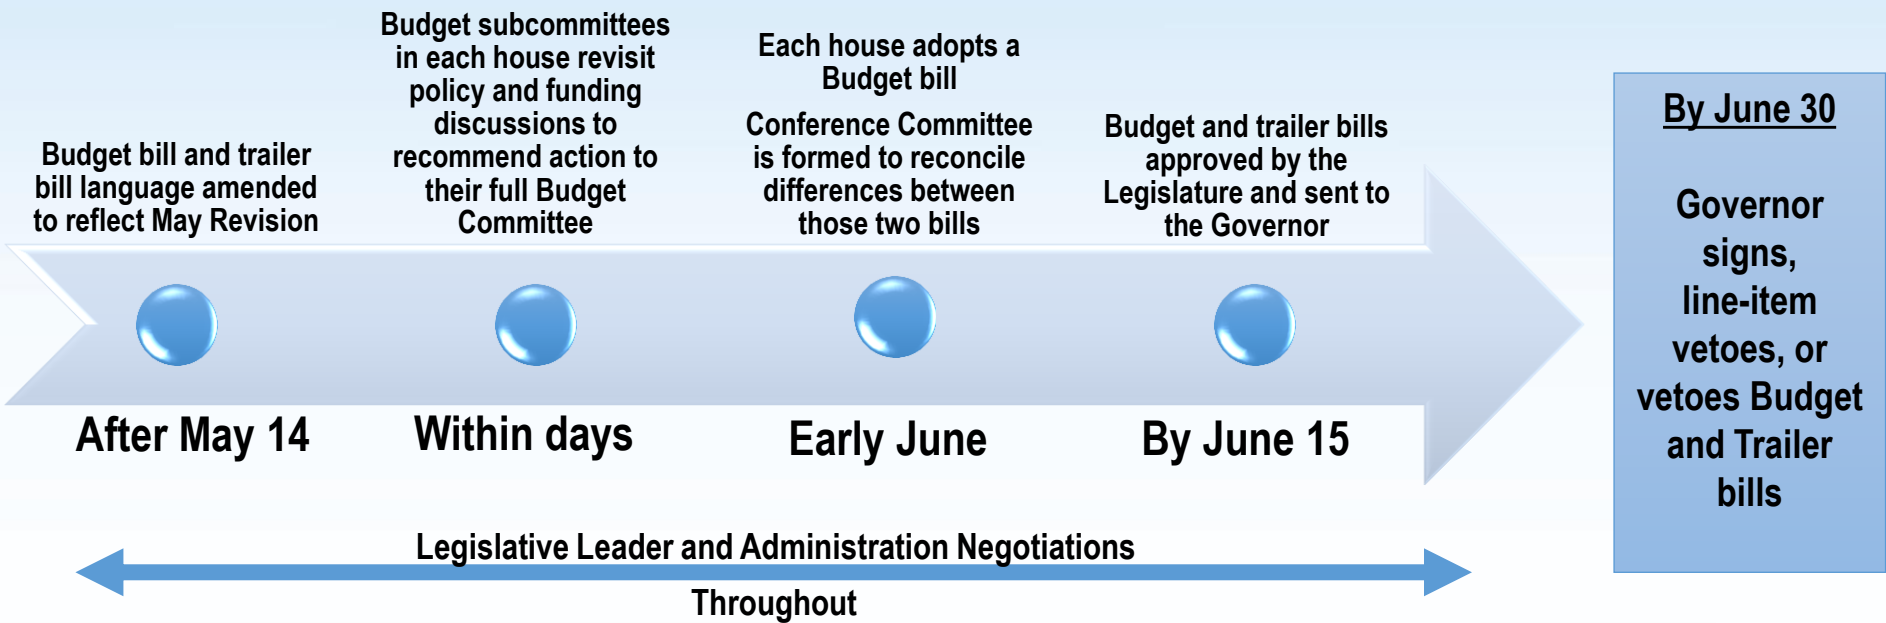 Budget bill and trailer
bill language amended
to reflect May Revision
After May 14
Budget subcommittees
in each house revisit
policy and funding
discussions to
recommend action to
their full Budget
Committee
Within days
Each house adopts a
Budget bill
Conference Committee
is formed to reconcile
differences between
those two bills
Early June
Budget and trailer bills
approved by the
Legislature and sent to
the Governor
By June 15
By June 30
Governor
signs,
line-item
vetoes, or
vetoes Budget
and Trailer
bills
Legislative Leader and Administration Negotiations
Throughout